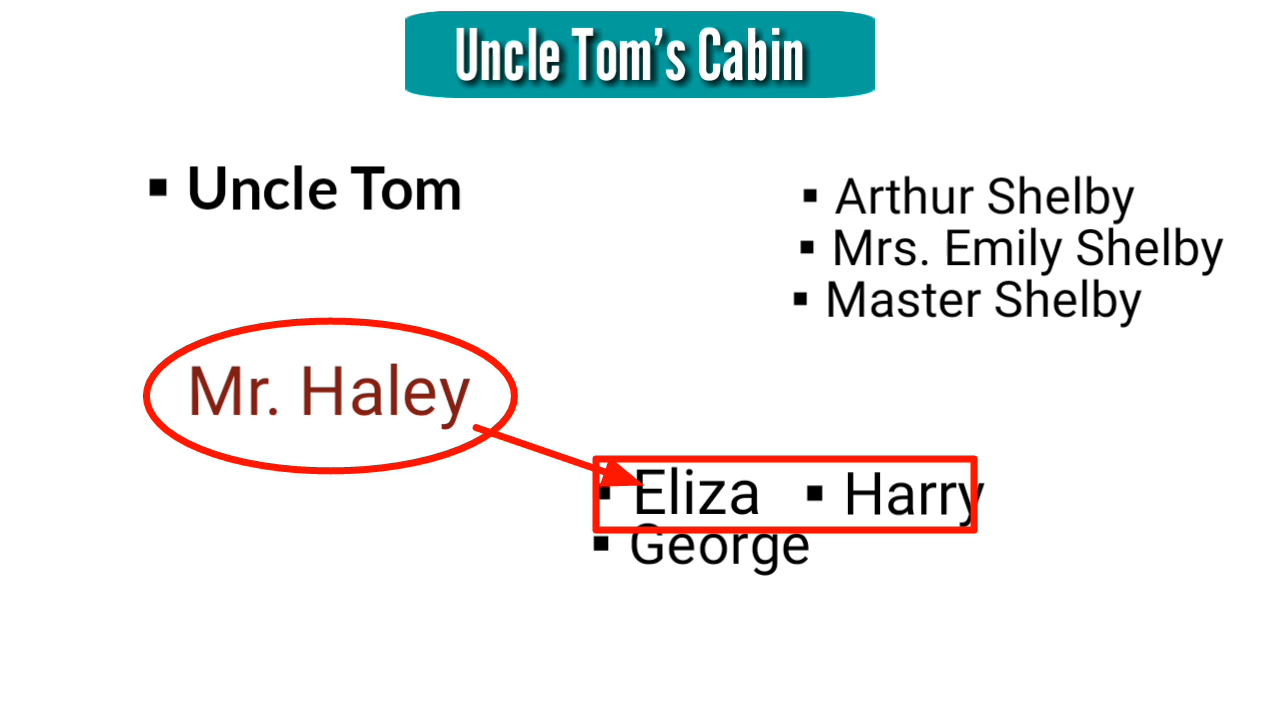 Uncle Tom's Cabin
▪ Uncle Tom
▪ Arthur Shelby
▪ Mrs. Emily Shelby
▪ Master Shelby
Mr. Haley
▪ Eliza ▪ Harry
▪ George